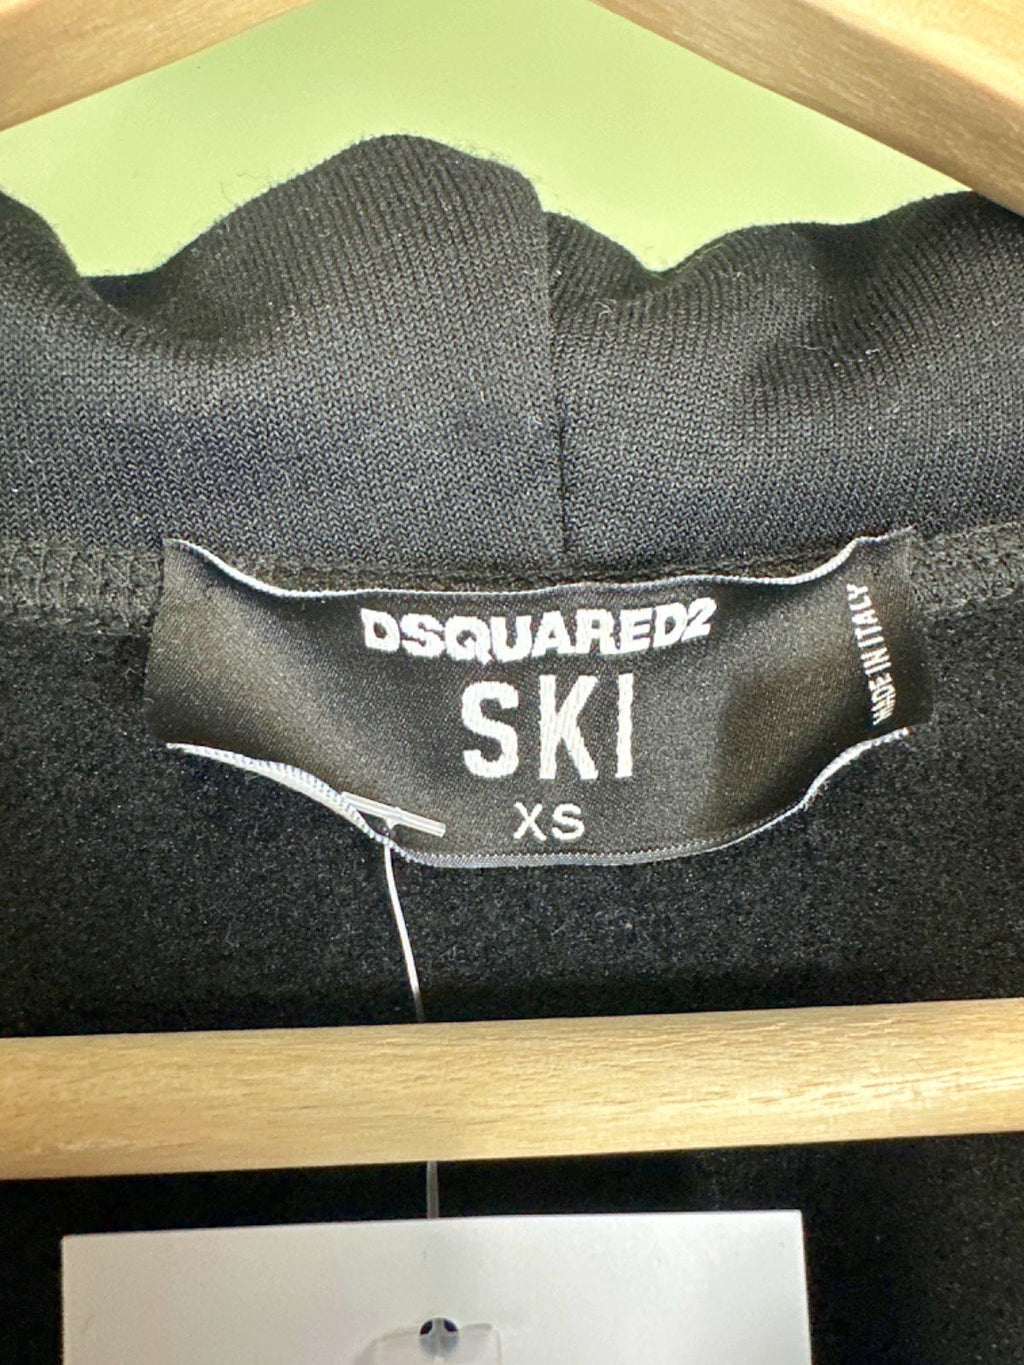 DSQUARED2
SKI
XS
MADE IN ITALY